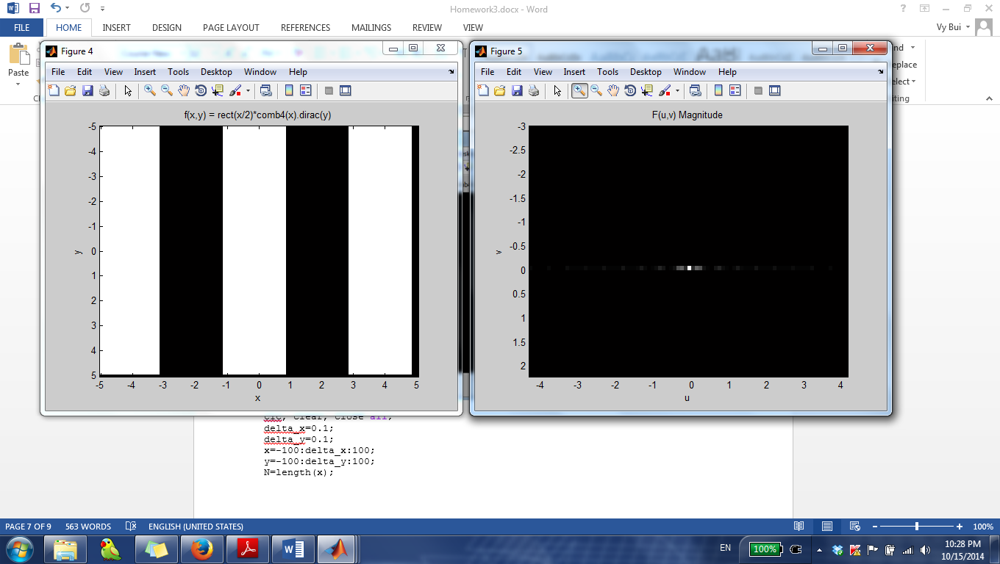 Homework3.docx - Word
FILE HOME INSERT DESIGN PAGE LAYOUT REFERENCES MAILINGS REVIEW VIEW
Vy Bui
Paste
Figure 4
File Edit View Insert Tools Desktop Window Help
f(x,y) = rect(x/2)*comb4(x).dirac(y)
-5
-4
-3
-2
-1
0
1
2
3
4
5
y
-5 -4 -3 -2 -1 0 1 2 3 4 5
x
Figure 5
File Edit View Insert Tools Desktop Window Help
F(u,v) Magnitude
-3
-2.5
-2
-1.5
-1
-0.5
0
0.5
1
1.5
2
v
-4 -3 -2 -1 0 1 2 3 4
u
clc, clear, close all;
delta_x=0.1;
delta_y=0.1;
x=-100:delta_x:100;
y=-100:delta_y:100;
N=length(x);
PAGE 7 OF 9 563 WORDS ENGLISH (UNITED STATES) 100%
EN 100% 10:28 PM
10/15/2014